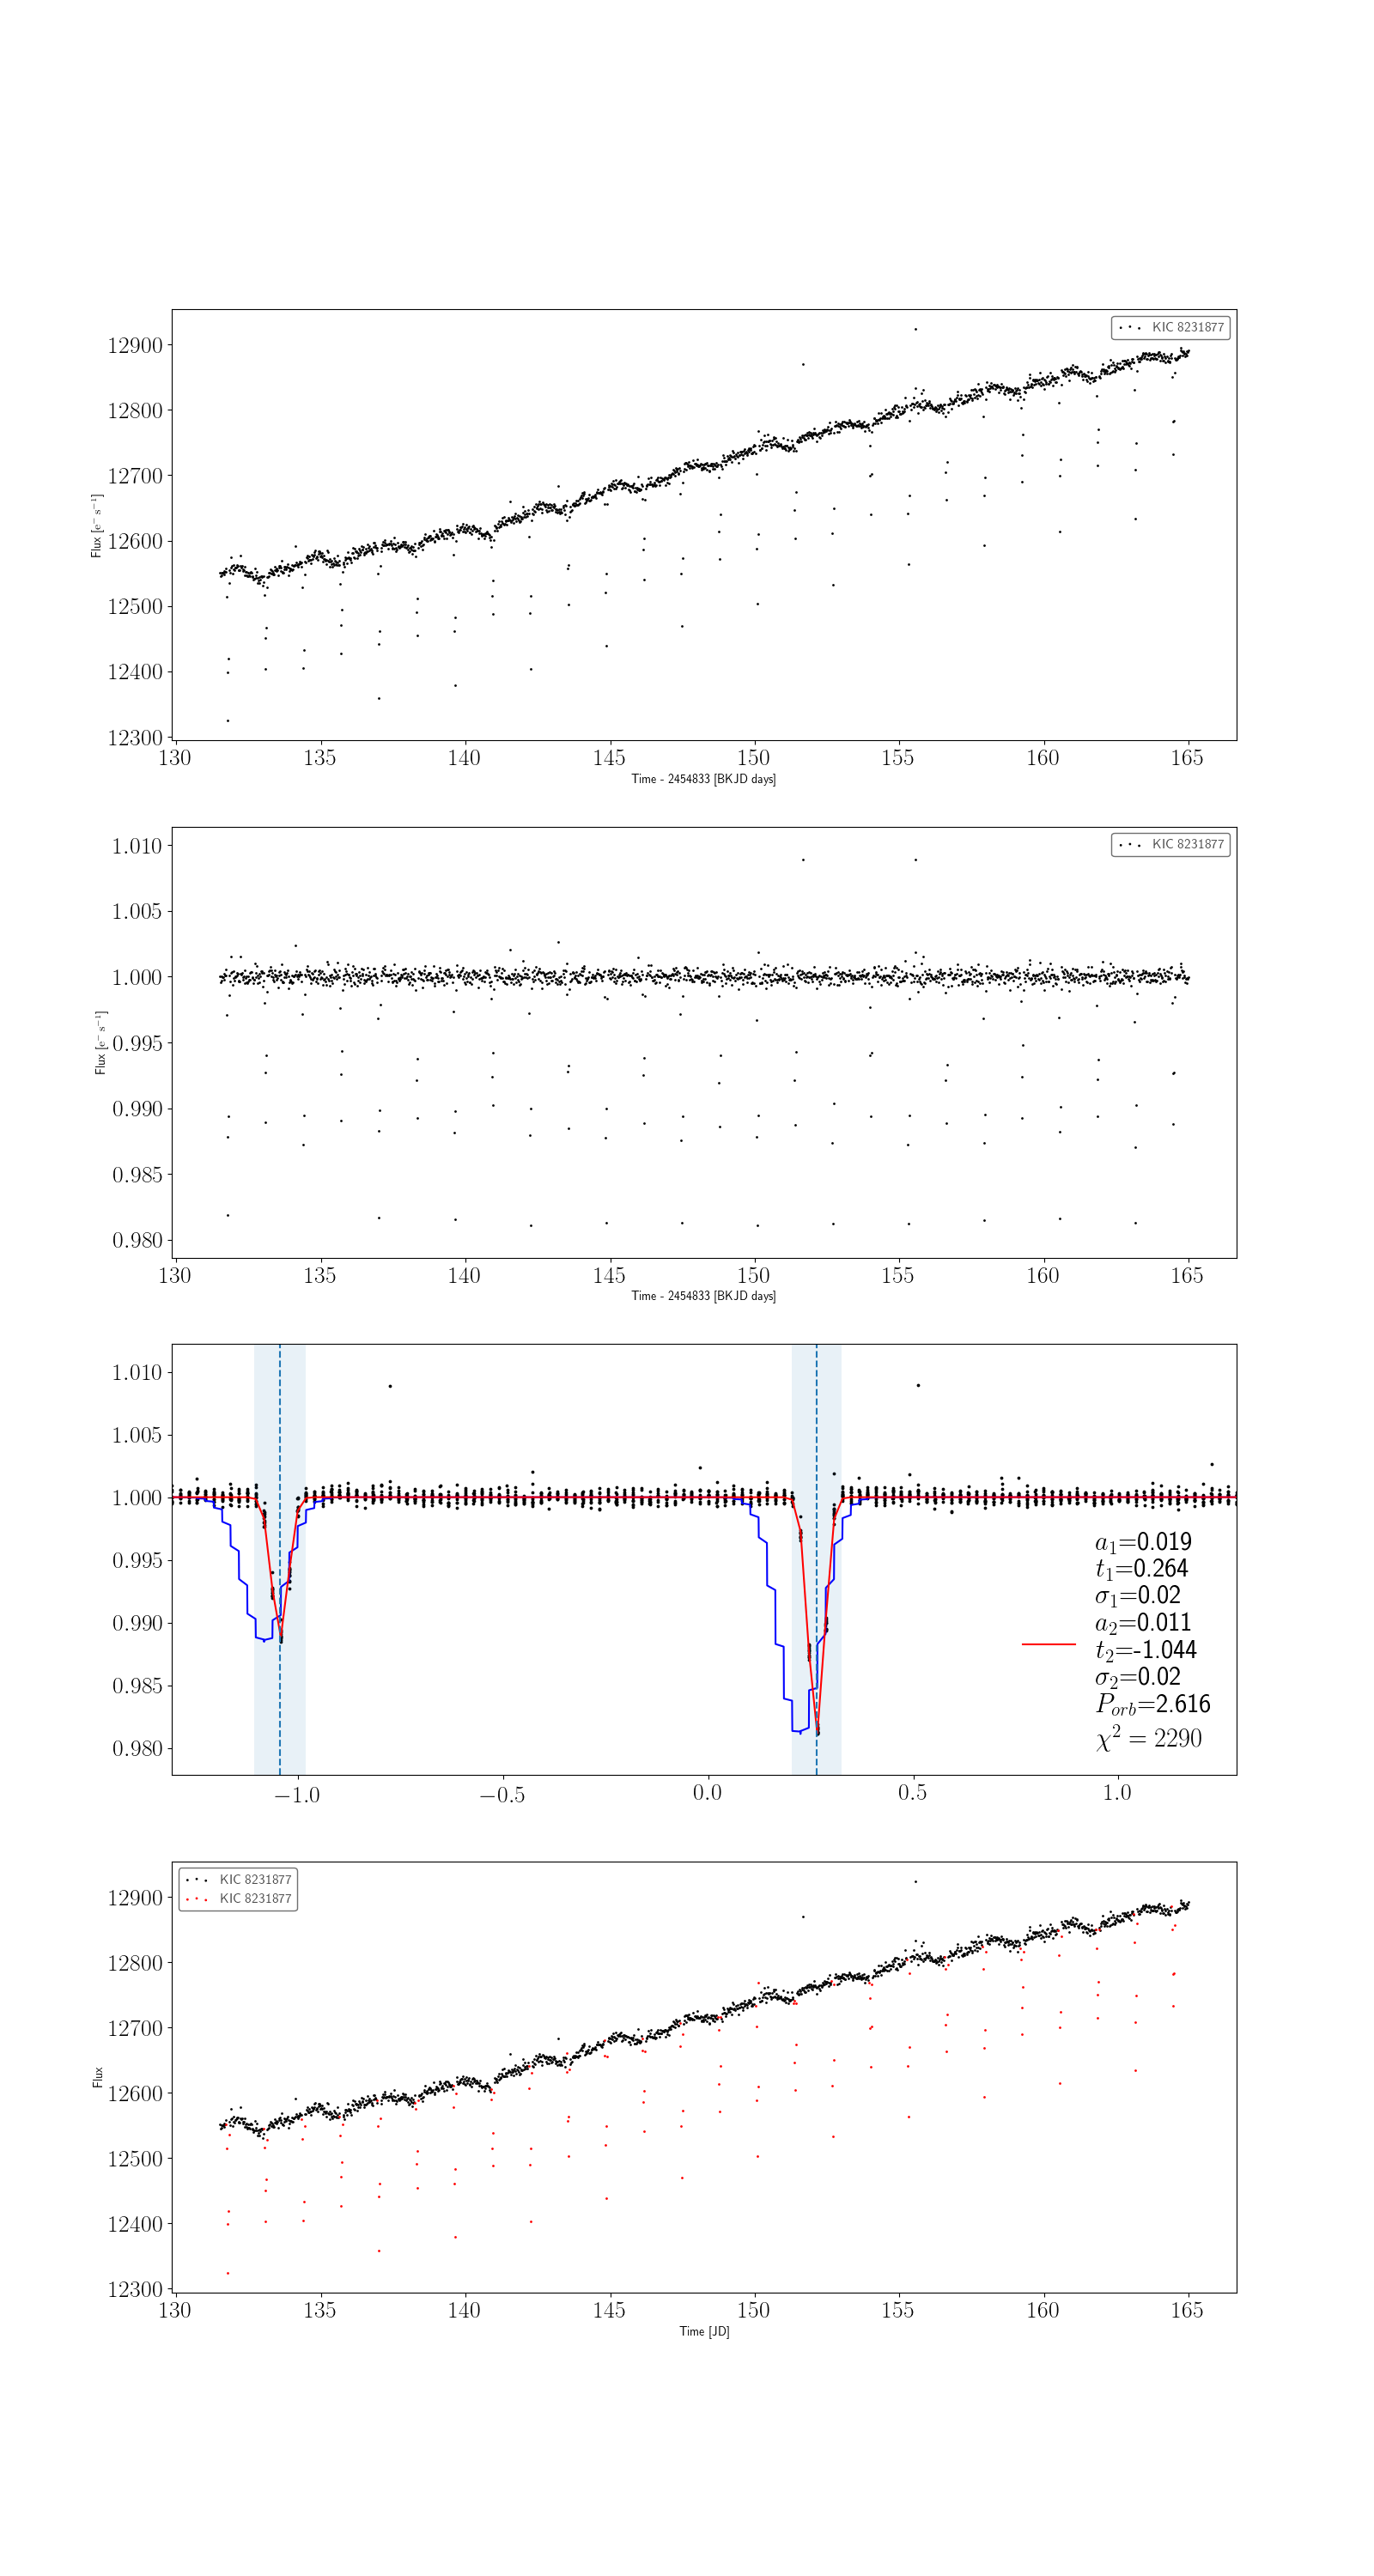 12900
12800
12700
12600
12500
12400
12300
Flux [e⁻ s⁻¹]
KIC 8231877
130 135 140 145 150 155 160 165
Time - 2454833 [BKJD days]
1.010
1.005
1.000
0.995
0.990
0.985
0.980
Flux [e⁻ s⁻¹]
KIC 8231877
130 135 140 145 150 155 160 165
Time - 2454833 [BKJD days]
1.010
1.005
1.000
0.995
0.990
0.985
0.980
a₁=0.019
t₁=0.264
σ₁=0.02
a₂=0.011
t₂=-1.044
σ₂=0.02
P_orb=2.616
χ² = 2290
−1.0 −0.5 0.0 0.5 1.0
KIC 8231877
KIC 8231877
12900
12800
12700
12600
12500
12400
12300
Flux
130 135 140 145 150 155 160 165
Time [JD]